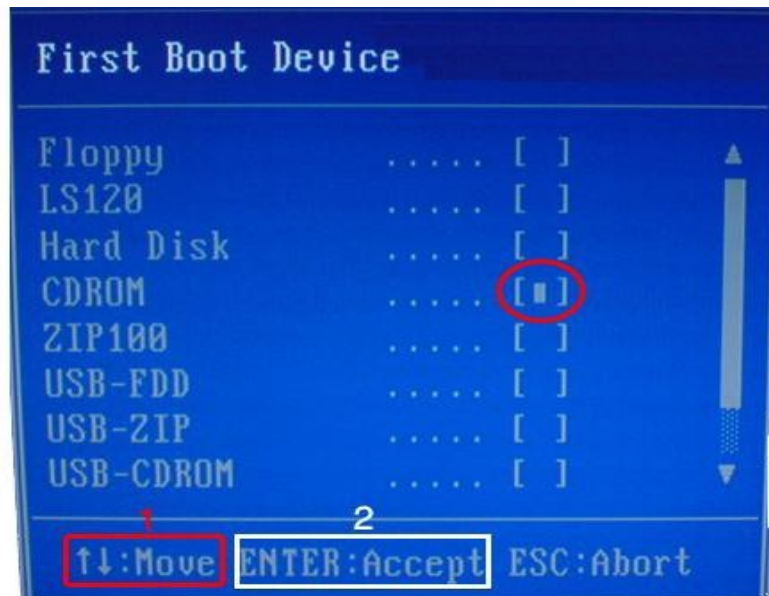 First Boot Device
Floppy ..... [ ]
LS120 ..... [ ]
Hard Disk ..... [ ]
CDROM ..... [▮]
ZIP100 ..... [ ]
USB-FDD ..... [ ]
USB-ZIP ..... [ ]
USB-CDROM ..... [ ]
1 2
↑↓:Move ENTER:Accept ESC:Abort